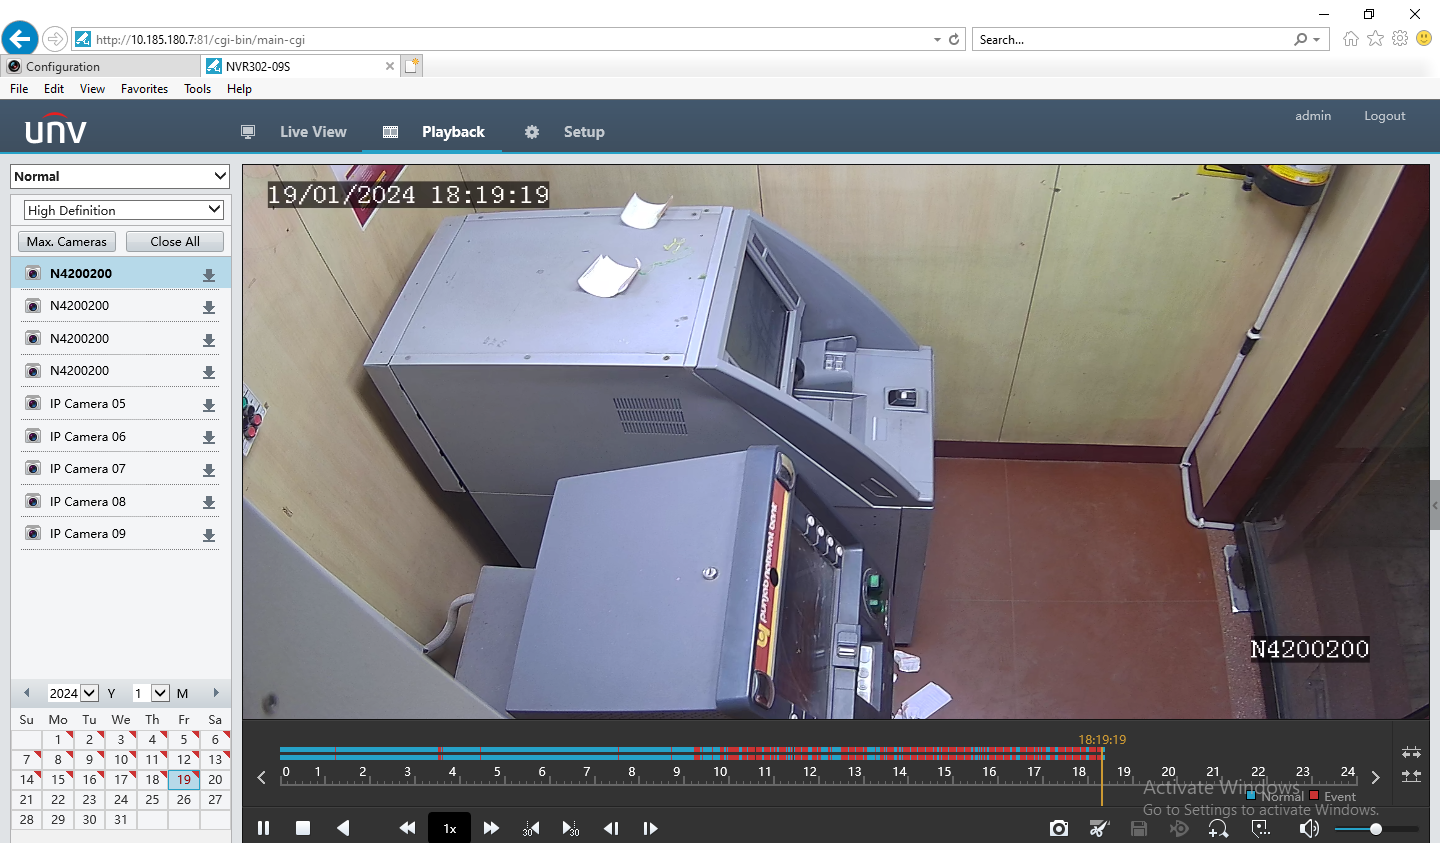 http://10.185.180.7:81/cgi-bin/main-cgi
Search...
Configuration
NVR302-09S
File Edit View Favorites Tools Help
unv
Live View
Playback
Setup
admin
Logout
Normal
High Definition
Max. Cameras
Close All
N4200200
N4200200
N4200200
N4200200
IP Camera 05
IP Camera 06
IP Camera 07
IP Camera 08
IP Camera 09
19/01/2024 18:19:19
punjab national bank
N4200200
2024 Y 1 M
Su Mo Tu We Th Fr Sa
1 2 3 4 5 6
7 8 9 10 11 12 13
14 15 16 17 18 19 20
21 22 23 24 25 26 27
28 29 30 31
18:19:19
0 1 2 3 4 5 6 7 8 9 10 11 12 13 14 15 16 17 18 19 20 21 22 23 24
Normal Event
Activate Windows
Go to Settings to activate Windows.
1x
30
30